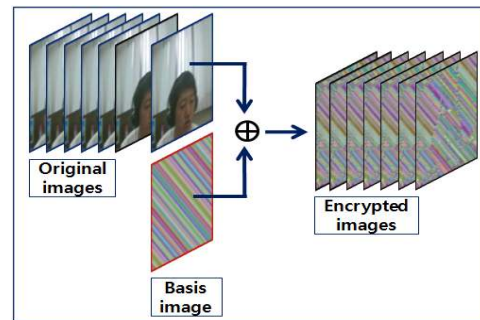 Original
images
Basis
image
Encrypted
images